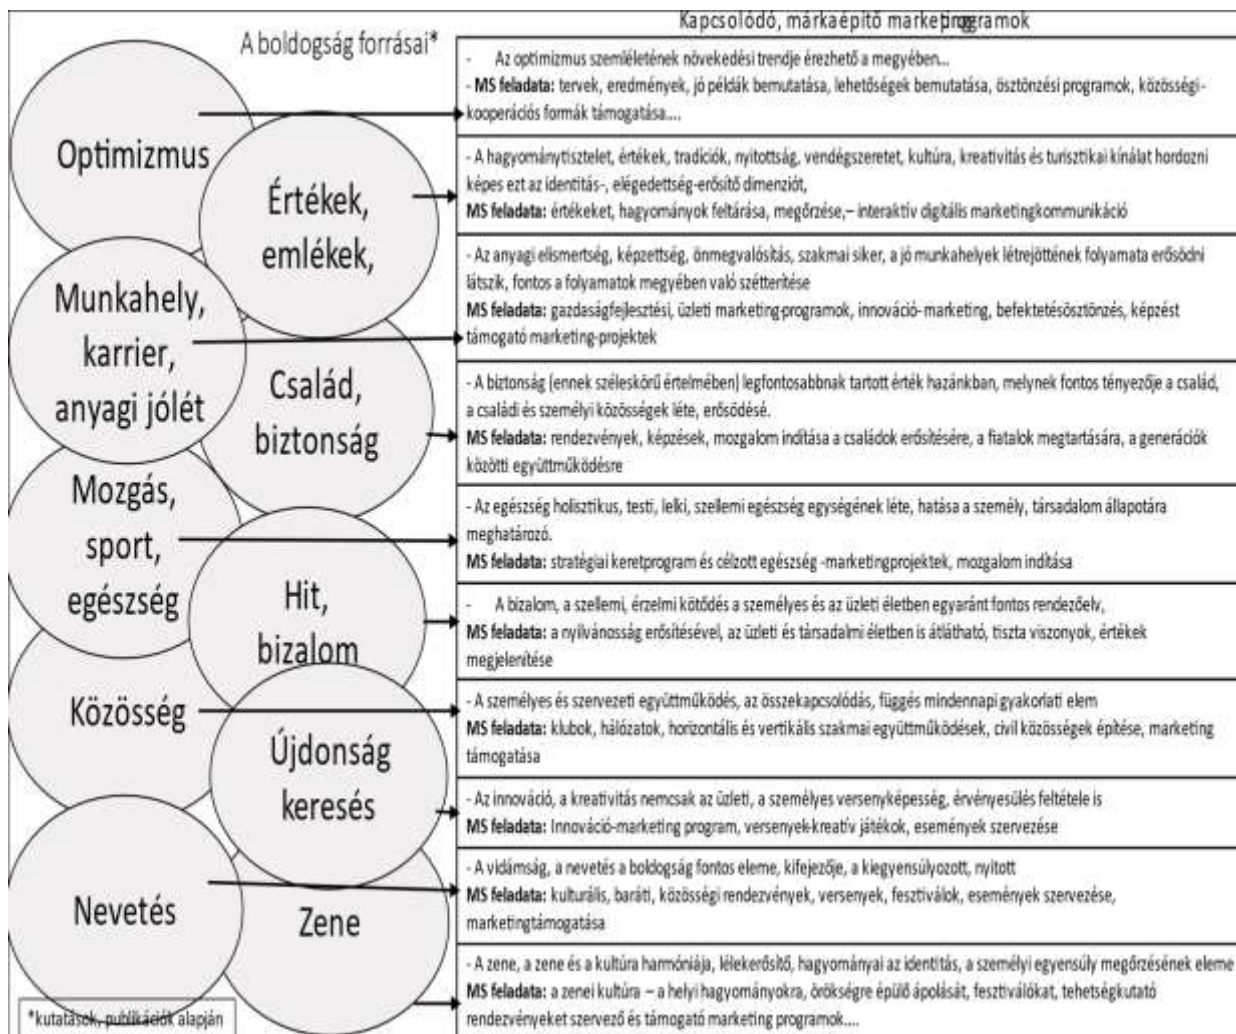 Kapcsolódó, márkaépítő marketing programok
A boldogság forrásai*
Optimizmus
- Az optimizmus szemléletének növekedési trendje érezhető a megyében...
- MS feladata: tervek, eredmények, jó példák bemutatása, lehetőségek bemutatása, ösztönzési programok, közösségi-
kooperációs formák támogatása....
Értékek,
emlékek,
- A hagyománytisztelet, értékek, tradíciók, nyitottság, vendégszeretet, kultúra, kreativitás és turisztikai kínálat hordozni
képes ezt az identitás-, elégedettség-erősítő dimenziót,
MS feladata: értékeket, hagyományok feltárása, megőrzése,– interaktív digitális marketingkommunikáció
Munkahely,
karrier,
anyagi jólét
- Az anyagi elismertség, képzettség, önmegvalósítás, szakmai siker, a jó munkahelyek létrejöttének folyamata erősödni
látszik, fontos a folyamatok megyében való szétterítése
MS feladata: gazdaságfejlesztési, üzleti marketing-programok, innováció- marketing, befektetésösztönzés, képzést
támogató marketing-projektek
Család,
biztonság
- A biztonság (ennek széleskörű értelmében) legfontosabbnak tartott érték hazánkban, melynek fontos tényezője a család,
a családi és személyi közösségek léte, erősödésé.
MS feladata: rendezvények, képzések, mozgalom indítása a családok erősítésére, a fiatalok megtartására, a generációk
közötti együttműködésre
Mozgás,
sport,
egészség
- Az egészség holisztikus, testi, lelki, szellemi egészség egységének léte, hatása a személy, társadalom állapotára
meghatározó.
MS feladata: stratégiai keretprogram és célzott egészség -marketingprojektek, mozgalom indítása
Hit,
bizalom
- A bizalom, a szellemi, érzelmi kötődés a személyes és az üzleti életben egyaránt fontos rendezőelv,
MS feladata: a nyilvánosság erősítésével, az üzleti és társadalmi életben is átlátható, tiszta viszonyok, értékek
megjelenítése
Közösség
- A személyes és szervezeti együttműködés, az összekapcsolódás, függés mindennapi gyakorlati elem
MS feladata: klubok, hálózatok, horizontális és vertikális szakmai együttműködések, civil közösségek építése, marketing
támogatása
Újdonság
keresés
- Az innováció, a kreativitás nemcsak az üzleti, a személyes versenyképesség, érvényesülés feltétele is
MS feladata: Innováció-marketing program, versenyek-kreatív játékok, események szervezése
Nevetés
- A vidámság, a nevetés a boldogság fontos eleme, kifejezője, a kiegyensúlyozott, nyitott
MS feladata: kulturális, baráti, közösségi rendezvények, versenyek, fesztiválok, események szervezése,
marketingtámogatása
Zene
- A zene, a zene és a kultúra harmóniája, lélekerősítő, hagyományai az identitás, a személyi egyensúly megőrzésének eleme
MS feladata: a zenei kultúra – a helyi hagyományokra, örökségre épülő ápolását, fesztiválokat, tehetségkutató
rendezvényeket szervező és támogató marketing programok....
*kutatások, publikációk alapján